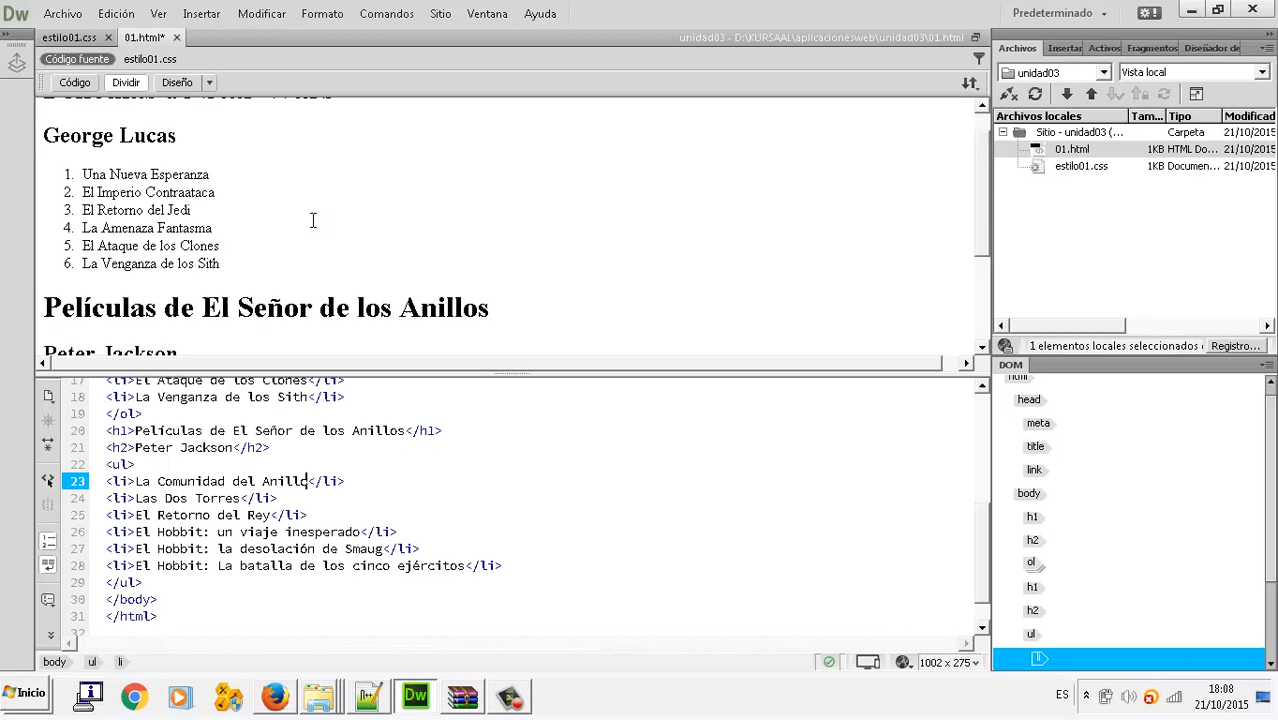 Dw Archivo Edición Ver Insertar Modificar Formato Comandos Sitio Ventana Ayuda Predeterminado
estilo01.css 01.html* unidad03 - D:\KURSAAL\aplicacionesweb\unidad03\01.html
Código fuente estilo01.css
Código Dividir Diseño
George Lucas
1. Una Nueva Esperanza
2. El Imperio Contraataca
3. El Retorno del Jedi
4. La Amenaza Fantasma
5. El Ataque de los Clones
6. La Venganza de los Sith
Películas de El Señor de los Anillos
Peter Jackson
17 <li>El Ataque de los Clones</li>
18 <li>La Venganza de los Sith</li>
19 </ol>
20 <h1>Películas de El Señor de los Anillos</h1>
21 <h2>Peter Jackson</h2>
22 <ul>
23 <li>La Comunidad del Anillo</li>
24 <li>Las Dos Torres</li>
25 <li>El Retorno del Rey</li>
26 <li>El Hobbit: un viaje inesperado</li>
27 <li>El Hobbit: la desolación de Smaug</li>
28 <li>El Hobbit: La batalla de los cinco ejércitos</li>
29 </ul>
30 </body>
31 </html>
32
body ul li 1002 x 275
Archivos Insertar Activos Fragmentos Diseñador de
unidad03 Vista local
Archivos locales Tam... Tipo Modificad
Sitio - unidad03 (... Carpeta 21/10/2015
01.html 1KB HTML Do... 21/10/2015
estilo01.css 1KB Documen... 21/10/2015
1 elementos locales seleccionados Registro...
DOM
html
head
meta
title
link
body
h1
h2
ol
h1
h2
ul
Inicio Dw ES 18:08
21/10/2015